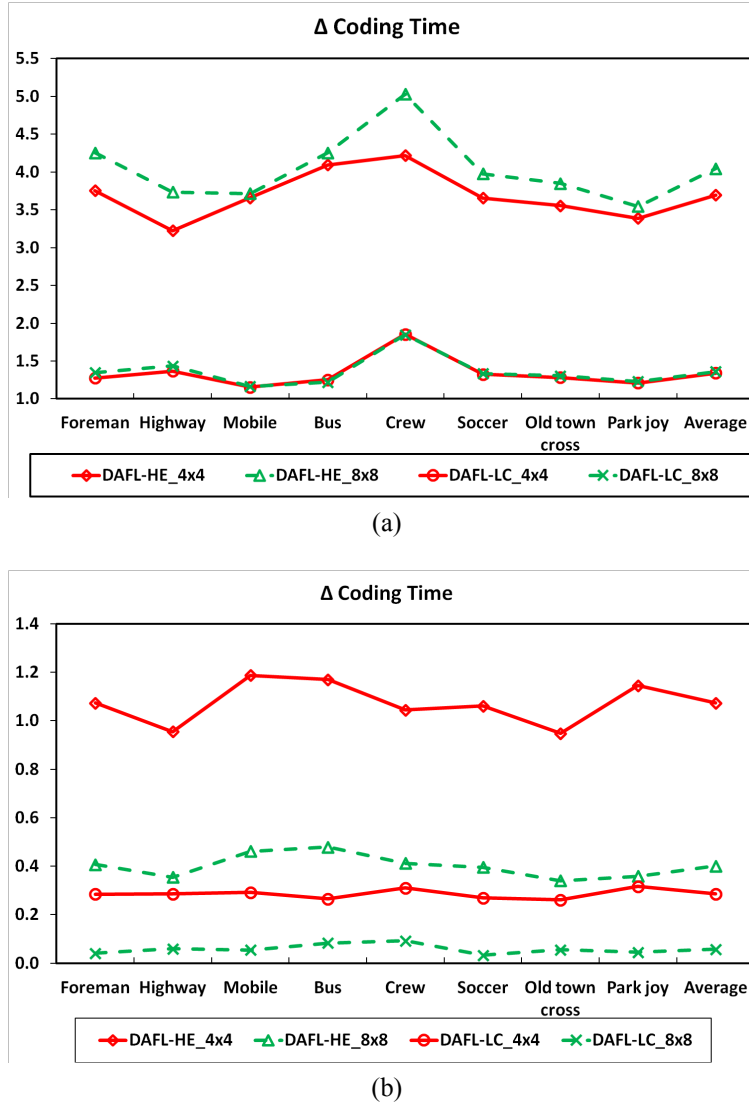 Δ Coding Time
5.5
5.0
4.5
4.0
3.5
3.0
2.5
2.0
1.5
1.0
Foreman Highway Mobile Bus Crew Soccer Old town cross Park joy Average
DAFL-HE_4x4 DAFL-HE_8x8 DAFL-LC_4x4 DAFL-LC_8x8
(a)
Δ Coding Time
1.4
1.2
1.0
0.8
0.6
0.4
0.2
0.0
Foreman Highway Mobile Bus Crew Soccer Old town cross Park joy Average
DAFL-HE_4x4 DAFL-HE_8x8 DAFL-LC_4x4 DAFL-LC_8x8
(b)